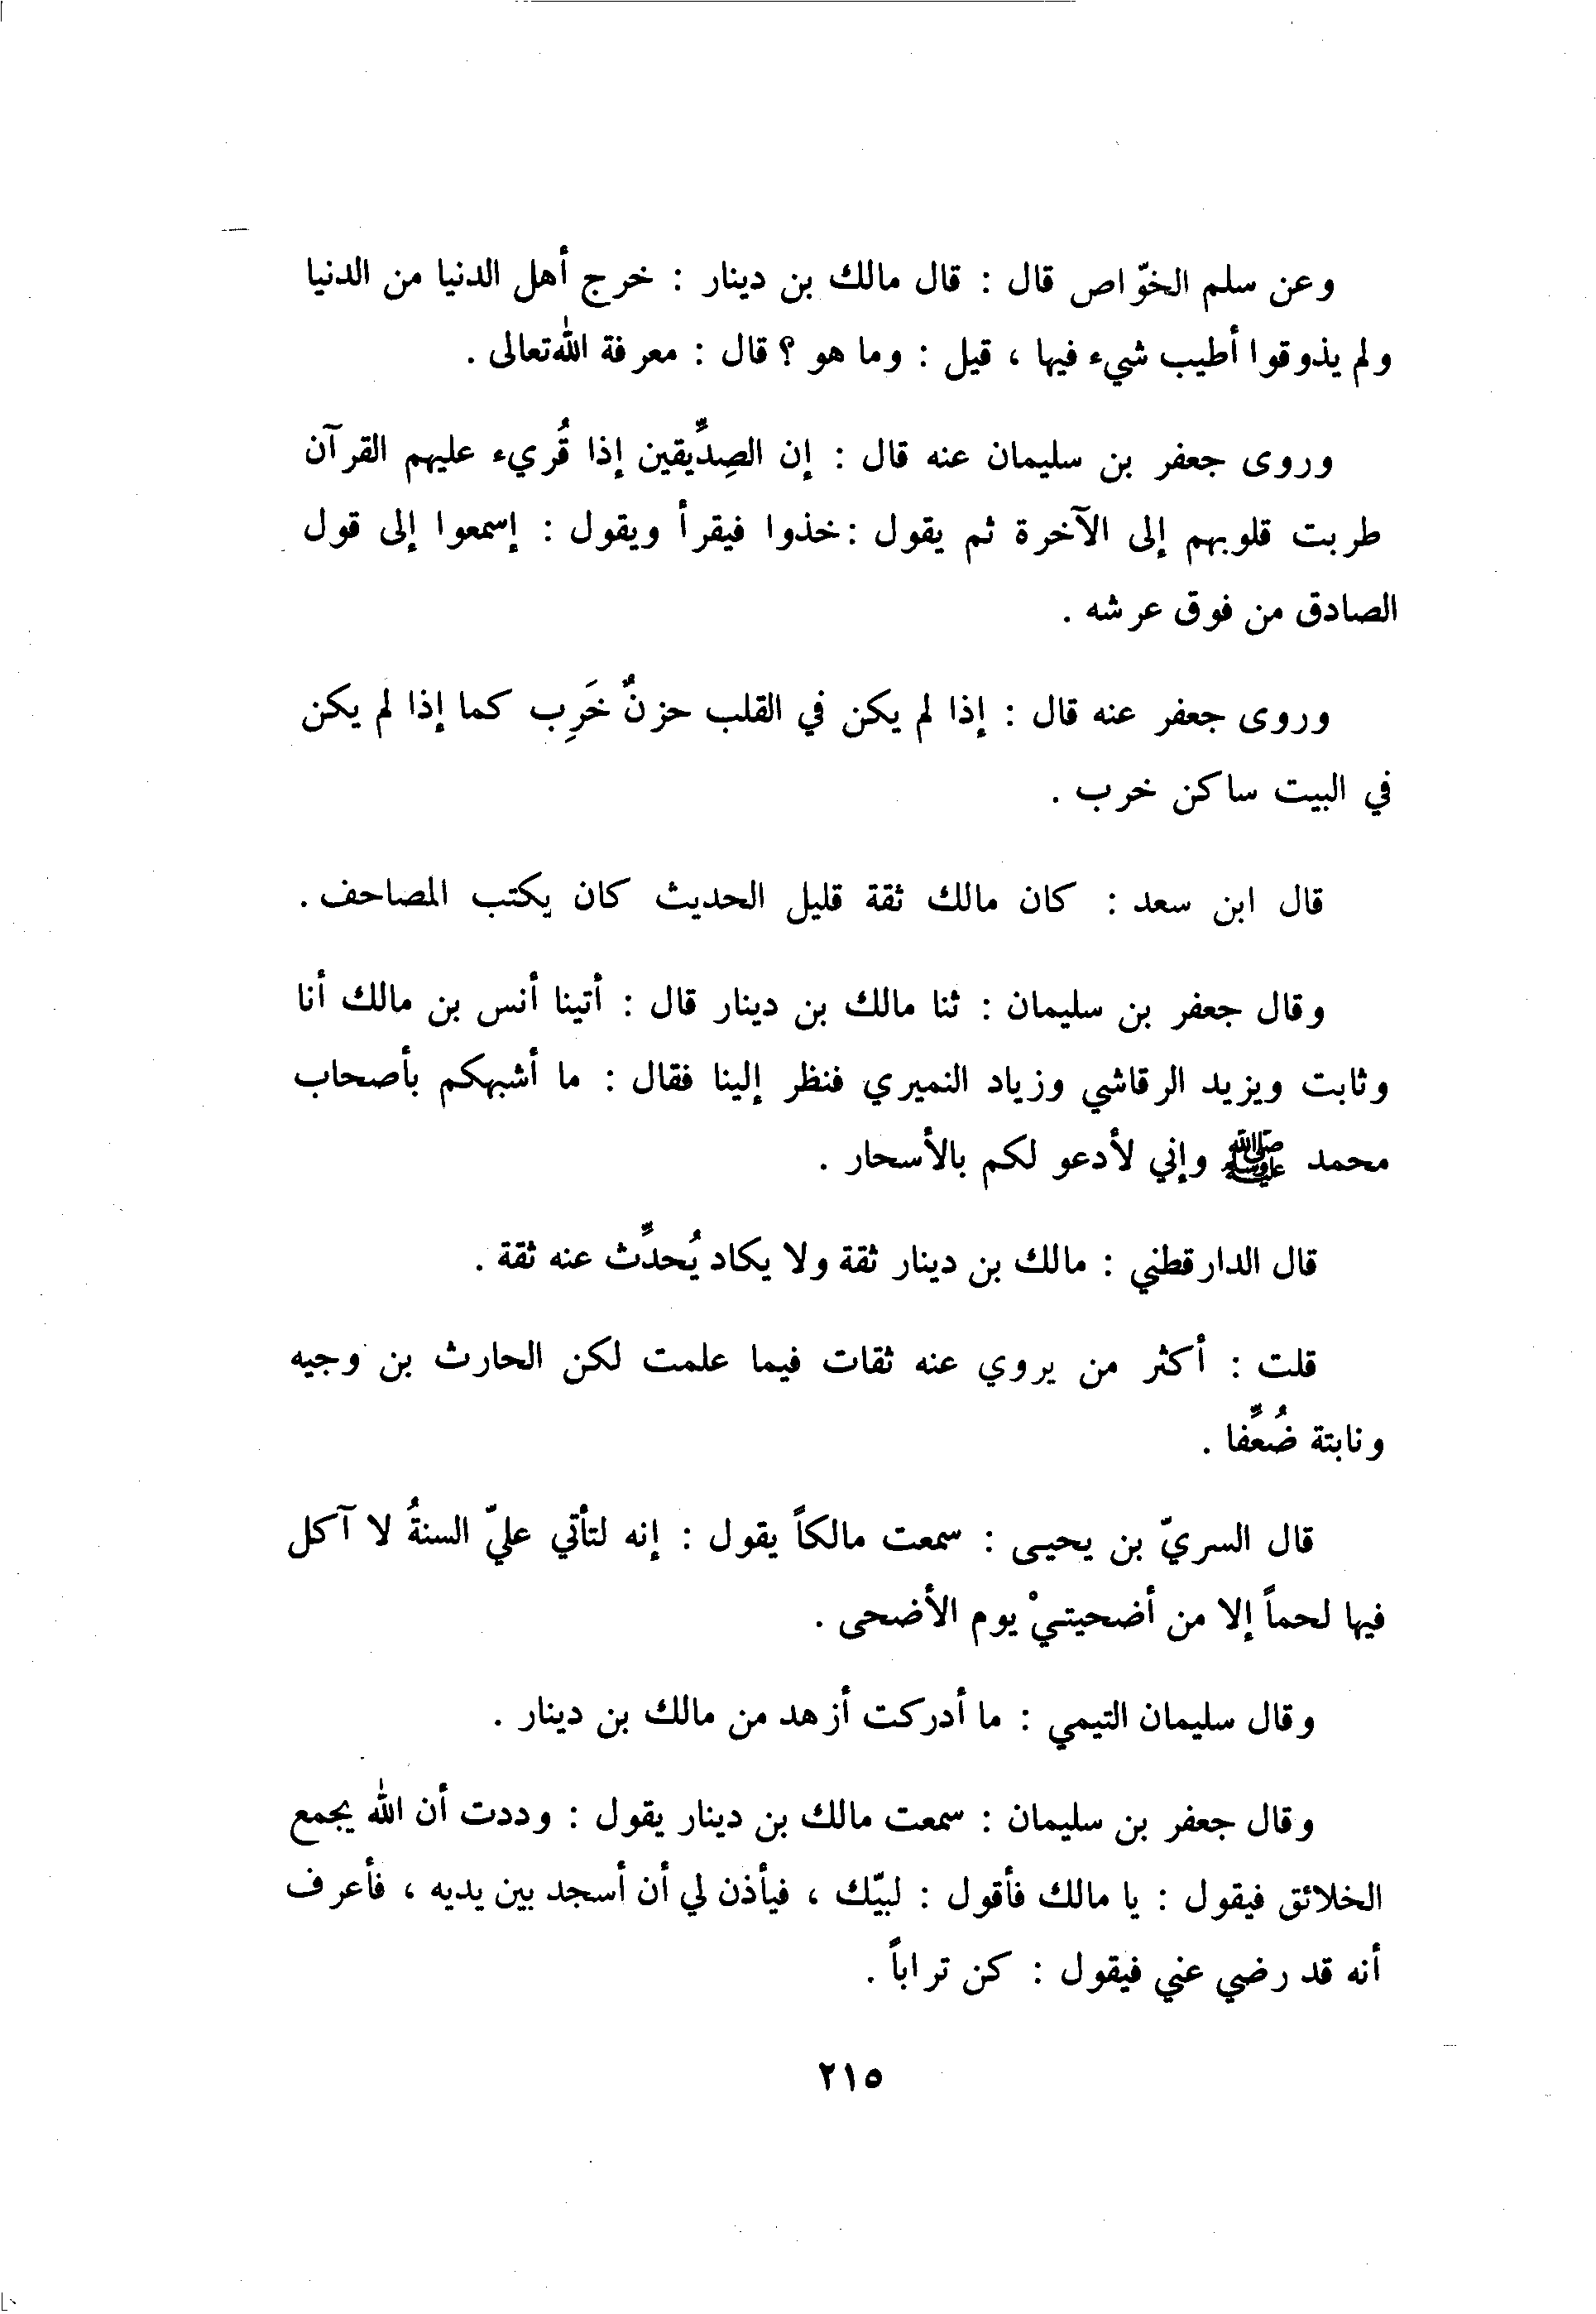 وعن سلم الخوّاص قال : قال مالك بن دينار : خرج أهل الدنيا من الدنيا
ولم يذوقوا أطيب شيء فيها ، قيل : وما هو ؟ قال : معرفة الله تعالى .
وروى جعفر بن سليمان عنه قال : إن الصِدِّيقين إذا قُريء عليهم القرآن
طربت قلوبهم إلى الآخرة ثم يقول : خذوا فيقرأ ويقول : إسمعوا إلى قول
الصادق من فوق عرشه .
وروى جعفر عنه قال : إذا لم يكن في القلب حزنٌ خَرِب كما إذا لم يكن
في البيت ساكن خرب .
قال ابن سعد : كان مالك ثقة قليل الحديث كان يكتب المصاحف .
وقال جعفر بن سليمان : ثنا مالك بن دينار قال : أتينا أنس بن مالك أنا
وثابت ويزيد الرقاشي وزياد النميري فنظر إلينا فقال : ما أشبهكم بأصحاب
محمد ﷺ وإني لأدعو لكم بالأسحار .
قال الدارقطني : مالك بن دينار ثقة ولا يكاد يُحدِّث عنه ثقة .
قلت : أكثر من يروي عنه ثقات فيما علمت لكن الحارث بن وجيه
ونابتة ضُعِّفا .
قال السريّ بن يحيى : سمعت مالكاً يقول : إنه لتأتي عليّ السنةُ لا آكل
فيها لحماً إلا من أضحيتيْ يوم الأضحى .
وقال سليمان التيمي : ما أدركت أزهد من مالك بن دينار .
وقال جعفر بن سليمان : سمعت مالك بن دينار يقول : وددت أن الله يجمع
الخلائق فيقول : يا مالك فأقول : لبيّك ، فيأذن لي أن أسجد بين يديه ، فأعرف
أنه قد رضي عني فيقول : كن تراباً .
٢١٥